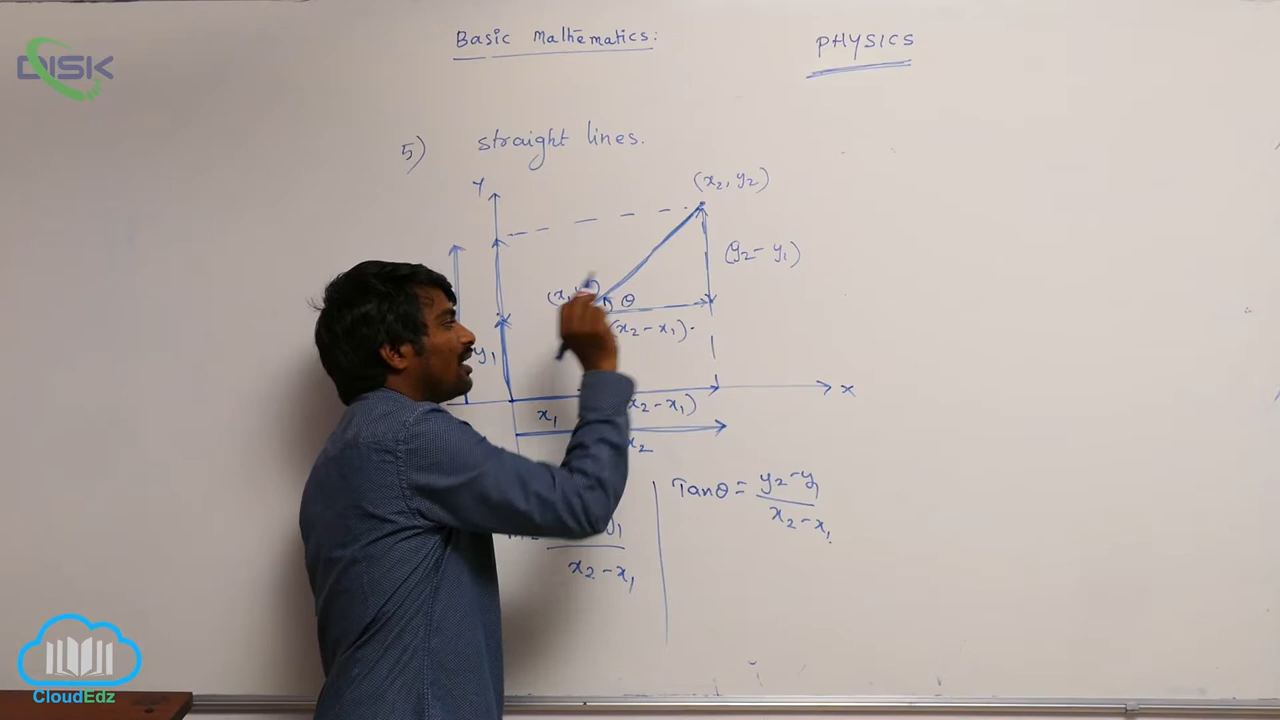 DISK
Basic Mathematics:
PHYSICS
5) straight lines.
Y
(x2, y2)
(y2 - y1)
θ
(x2 - x1)
y1
X
x1
x2 - x1)
x2
Tanθ = y2 - y1
x2 - x1
x2 - x1
CloudEdz